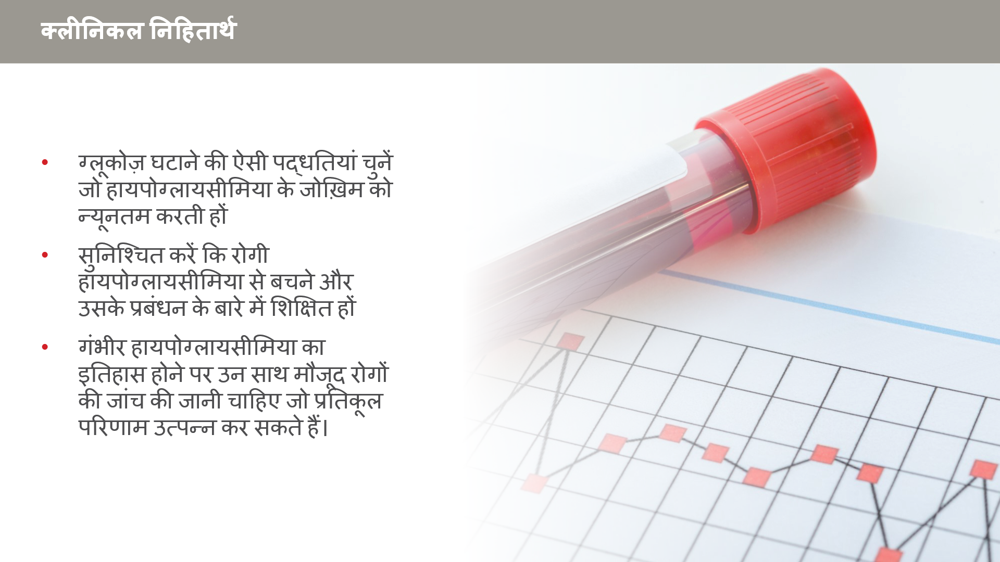 क्लीनिकल निहितार्थ
• ग्लूकोज़ घटाने की ऐसी पद्धतियां चुनें
जो हायपोग्लायसीमिया के जोख़िम को
न्यूनतम करती हों
• सुनिश्चित करें कि रोगी
हायपोग्लायसीमिया से बचने और
उसके प्रबंधन के बारे में शिक्षित हों
• गंभीर हायपोग्लायसीमिया का
इतिहास होने पर उन साथ मौजूद रोगों
की जांच की जानी चाहिए जो प्रतिकूल
परिणाम उत्पन्न कर सकते हैं।